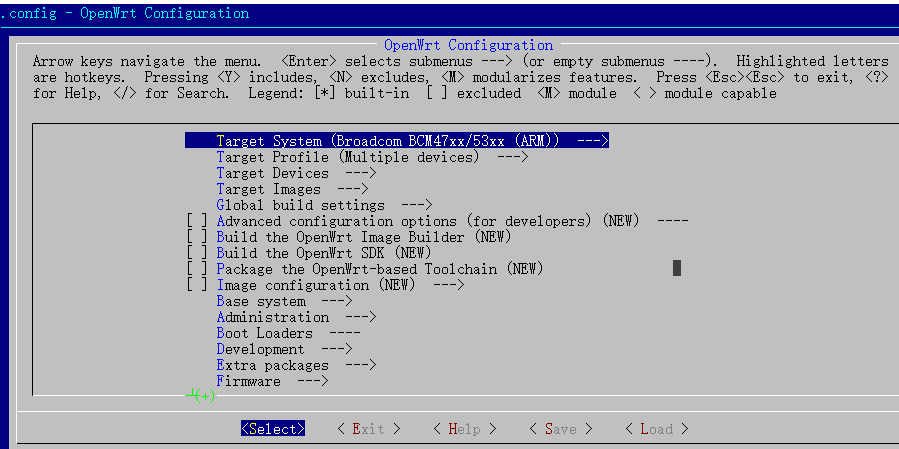 .config - OpenWrt Configuration
OpenWrt Configuration
Arrow keys navigate the menu.  <Enter> selects submenus ---> (or empty submenus ----).  Highlighted letters
are hotkeys.  Pressing <Y> includes, <N> excludes, <M> modularizes features.  Press <Esc><Esc> to exit, <?>
for Help, </> for Search.  Legend: [*] built-in  [ ] excluded  <M> module  < > module capable
Target System (Broadcom BCM47xx/53xx (ARM))  --->
Target Profile (Multiple devices)  --->
Target Devices  --->
Target Images  --->
Global build settings  --->
[ ] Advanced configuration options (for developers) (NEW)  ----
[ ] Build the OpenWrt Image Builder (NEW)
[ ] Build the OpenWrt SDK (NEW)
[ ] Package the OpenWrt-based Toolchain (NEW)
[ ] Image configuration (NEW)  --->
Base system  --->
Administration  --->
Boot Loaders  ----
Development  --->
Extra packages  --->
Firmware  --->
┴(+)
<Select>    < Exit >    < Help >    < Save >    < Load >